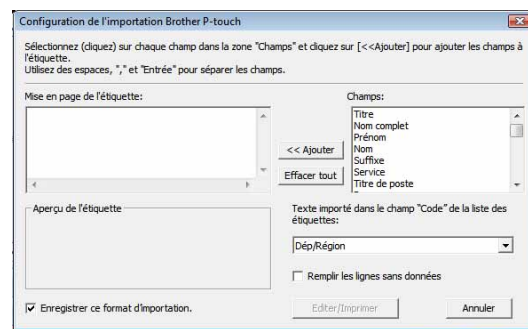 Configuration de l'importation Brother P-touch
Sélectionnez (cliquez) sur chaque champ dans la zone "Champs" et cliquez sur [<<Ajouter] pour ajouter les champs à
l'étiquette.
Utilisez des espaces, "," et "Entrée" pour séparer les champs.
Mise en page de l'étiquette:
Champs:
Titre
Nom complet
Prénom
Nom
Suffixe
Service
Titre de poste
<< Ajouter
Effacer tout
Aperçu de l'étiquette
Texte importé dans le champ "Code" de la liste des
étiquettes:
Dép/Région
Remplir les lignes sans données
Enregistrer ce format d'importation.
Editer/Imprimer
Annuler